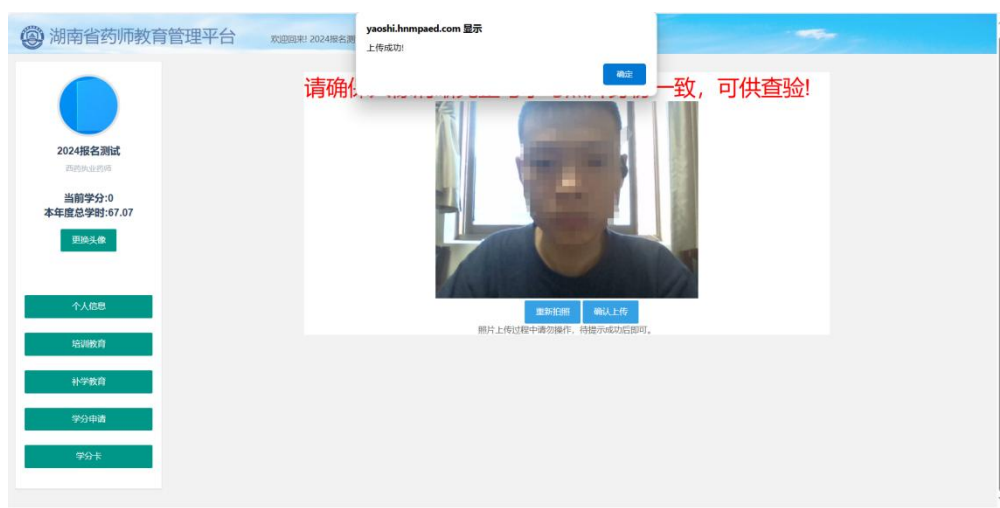 湖南省药师教育管理平台
欢迎回来! 2024报名测
yaoshi.hnmpaed.com 显示
上传成功!
确定
请确保
一致，可供查验!
2024报名测试
西药执业药师
当前学分:0
本年度总学时:67.07
更换头像
个人信息
培训教育
补学教育
学分申请
学分卡
重新拍照
确认上传
照片上传过程中请勿操作，待提示成功后即可。